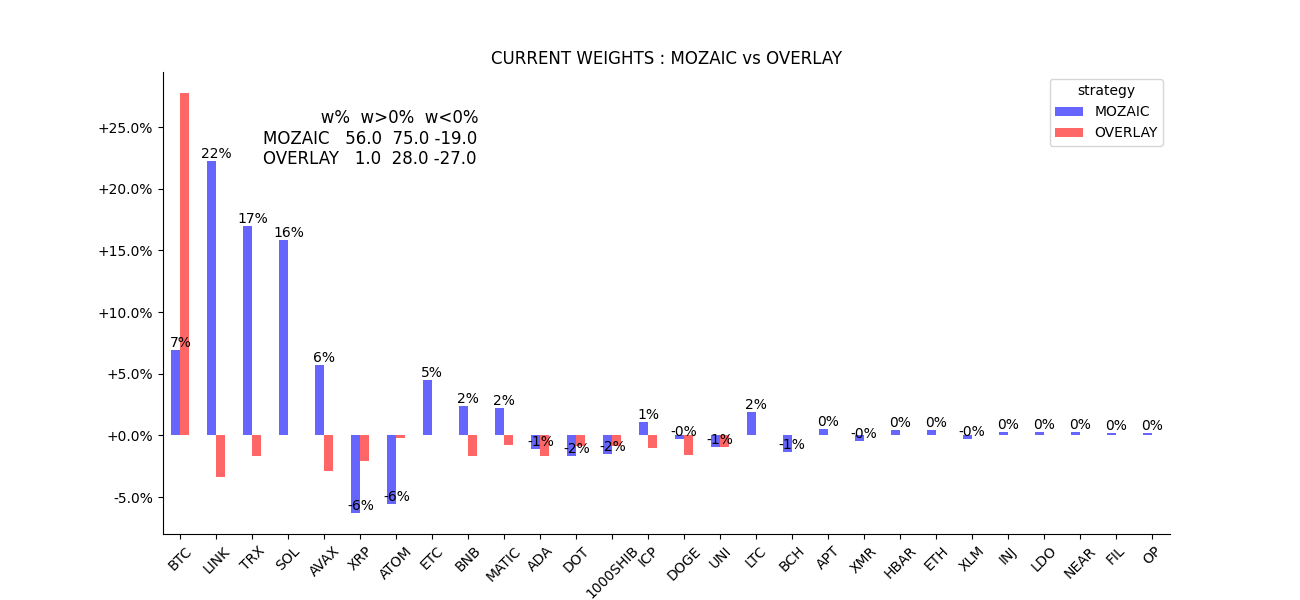 CURRENT WEIGHTS : MOZAIC vs OVERLAY
strategy
MOZAIC
OVERLAY
w% w>0% w<0%
MOZAIC 56.0 75.0 -19.0
OVERLAY 1.0 28.0 -27.0
+25.0%
+20.0%
+15.0%
+10.0%
+5.0%
+0.0%
-5.0%
7%
22%
17%
16%
6%
-6%
-6%
5%
2%
2%
-1%
-2%
-2%
1%
-0%
-1%
2%
-1%
0%
-0%
0%
0%
-0%
0%
0%
0%
0%
0%
BTC
LINK
TRX
SOL
AVAX
XRP
ATOM
ETC
BNB
MATIC
ADA
DOT
1000SHIB
ICP
DOGE
UNI
LTC
BCH
APT
XMR
HBAR
ETH
XLM
INJ
LDO
NEAR
FIL
OP